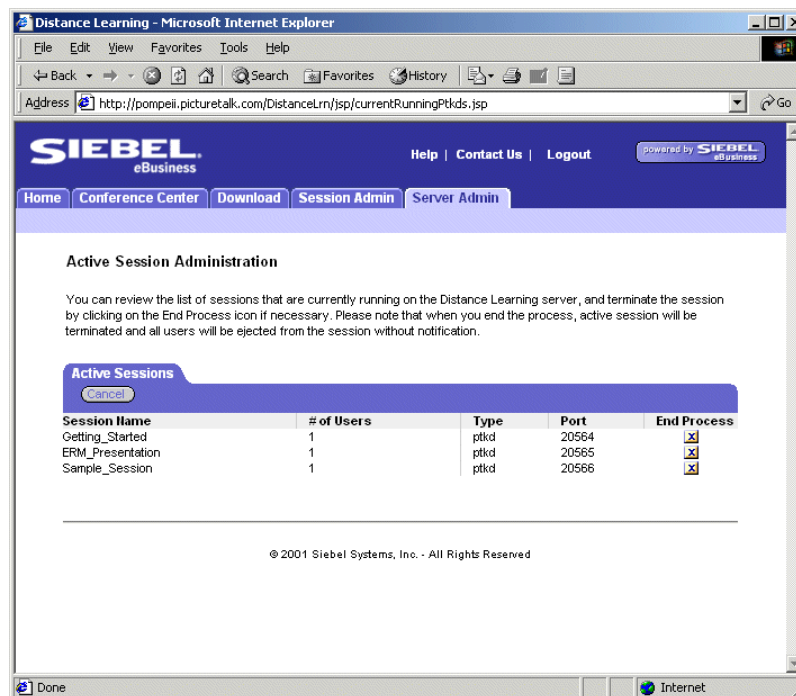 Distance Learning - Microsoft Internet Explorer
File Edit View Favorites Tools Help
Back Search Favorites History
Address http://pompeii.picturetalk.com/DistanceLrn/jsp/currentRunningPtkds.jsp Go
SIEBEL.
eBusiness
Help | Contact Us | Logout
powered by SIEBEL
eBusiness
Home Conference Center Download Session Admin Server Admin
Active Session Administration
You can review the list of sessions that are currently running on the Distance Learning server, and terminate the session
by clicking on the End Process icon if necessary. Please note that when you end the process, active session will be
terminated and all users will be ejected from the session without notification.
Active Sessions
Cancel
Session Name # of Users Type Port End Process
Getting_Started 1 ptkd 20564 x
ERM_Presentation 1 ptkd 20565 x
Sample_Session 1 ptkd 20566 x
© 2001 Siebel Systems, Inc. - All Rights Reserved
Done Internet